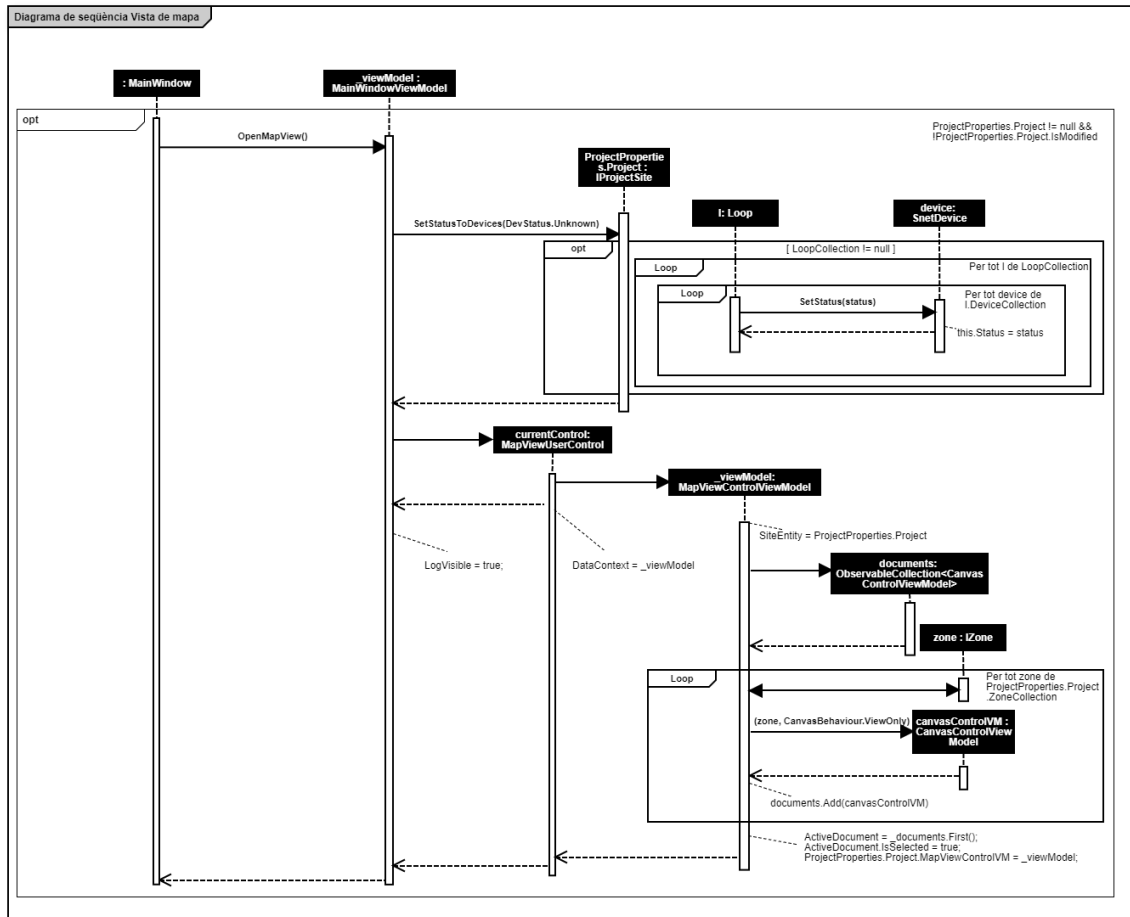 Diagrama de seqüència Vista de mapa
: MainWindow
_viewModel :
MainWindowViewModel
opt
ProjectProperties.Project != null &&
!ProjectProperties.Project.IsModified
OpenMapView()
ProjectPropertie
s.Project :
IProjectSite
l: Loop
device:
SnetDevice
SetStatusToDevices(DevStatus.Unknown)
opt
[ LoopCollection != null ]
Loop
Per tot l de LoopCollection
Loop
Per tot device de
l.DeviceCollection
SetStatus(status)
this.Status = status
currentControl:
MapViewUserControl
_viewModel:
MapViewControlViewModel
SiteEntity = ProjectProperties.Project
LogVisible = true;
DataContext = _viewModel
documents:
ObservableCollection<Canvas
ControlViewModel>
zone : IZone
Loop
Per tot zone de
ProjectProperties.Project
.ZoneCollection
(zone, CanvasBehaviour.ViewOnly)
canvasControlVM :
CanvasControlView
Model
documents.Add(canvasControlVM)
ActiveDocument = _documents.First();
ActiveDocument.IsSelected = true;
ProjectProperties.Project.MapViewControlVM = _viewModel;